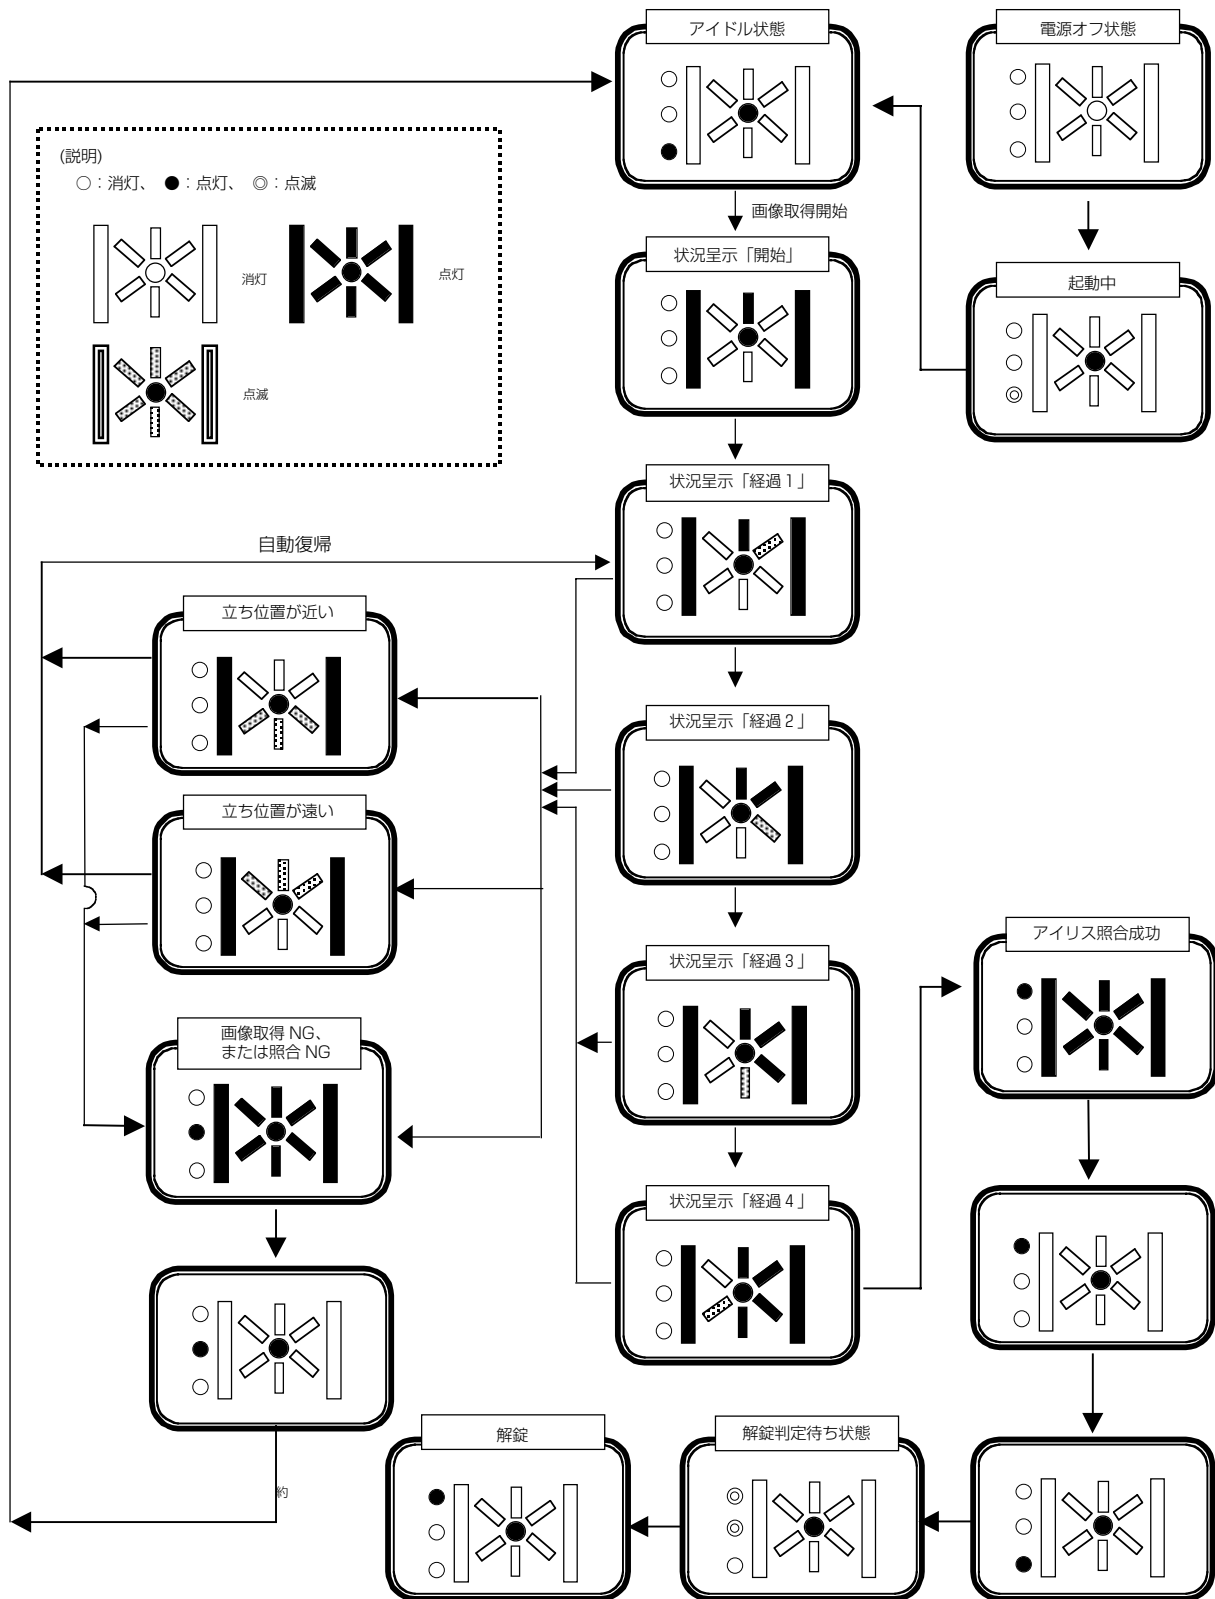 アイドル状態
電源オフ状態
(説明)
○：消灯、 ●：点灯、 ◎：点滅
消灯
点灯
点滅
画像取得開始
状況呈示「開始」
起動中
状況呈示「経過１」
自動復帰
立ち位置が近い
状況呈示「経過２」
立ち位置が遠い
アイリス照合成功
状況呈示「経過３」
画像取得 NG、
または照合 NG
状況呈示「経過４」
解錠
解錠判定待ち状態
約